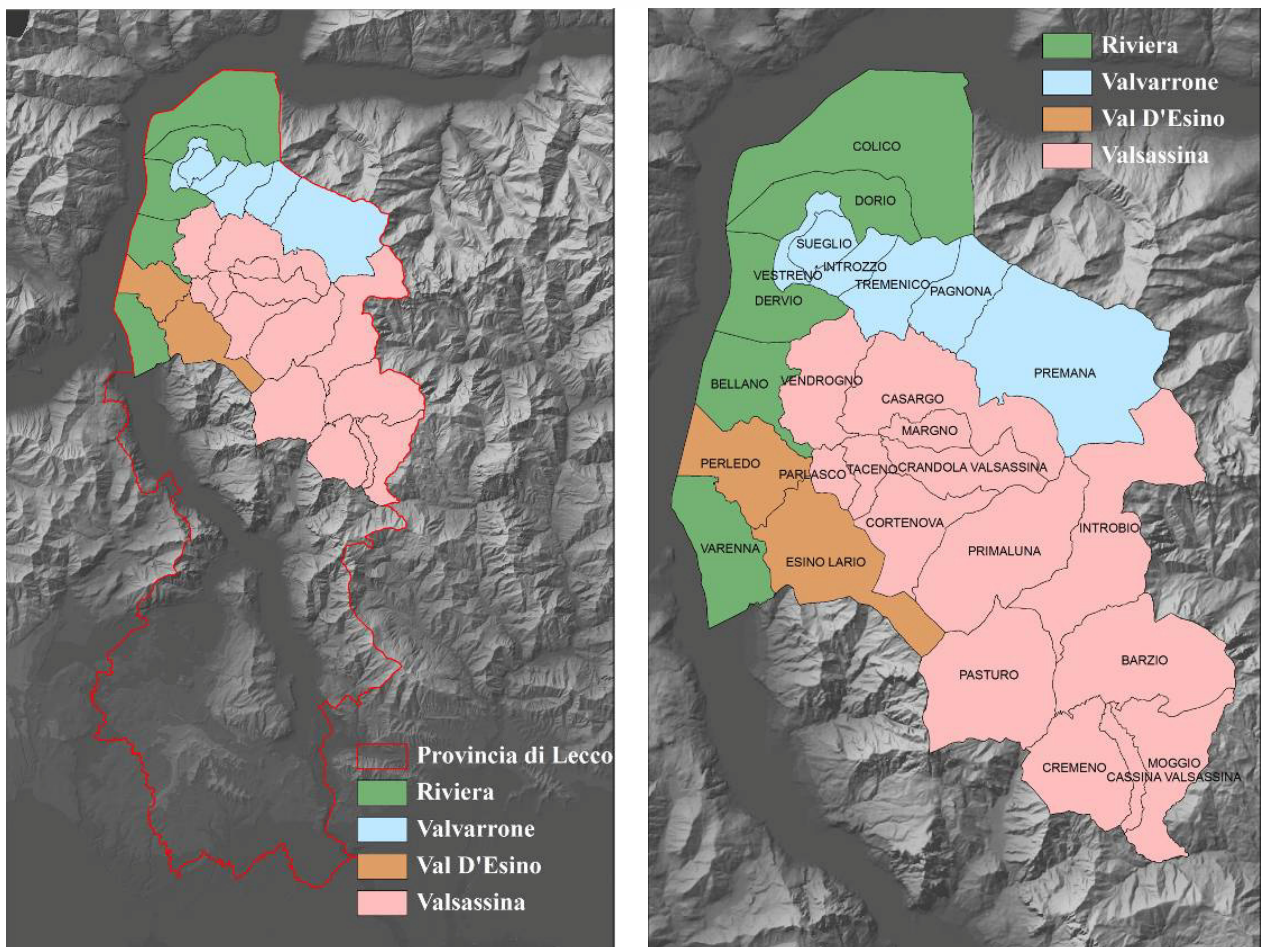 Provincia di Lecco
Riviera
Valvarrone
Val D'Esino
Valsassina
Riviera
Valvarrone
Val D'Esino
Valsassina
COLICO
DORIO
SUEGLIO
INTROZZO
VESTRENO
TREMENICO
PAGNONA
DERVIO
PREMANA
BELLANO
VENDROGNO
CASARGO
MARGNO
PERLEDO
PARLASCO
TACENO
CRANDOLA VALSASSINA
CORTENOVA
INTROBIO
VARENNA
ESINO LARIO
PRIMALUNA
BARZIO
PASTURO
MOGGIO
CREMENO
CASSINA VALSASSINA